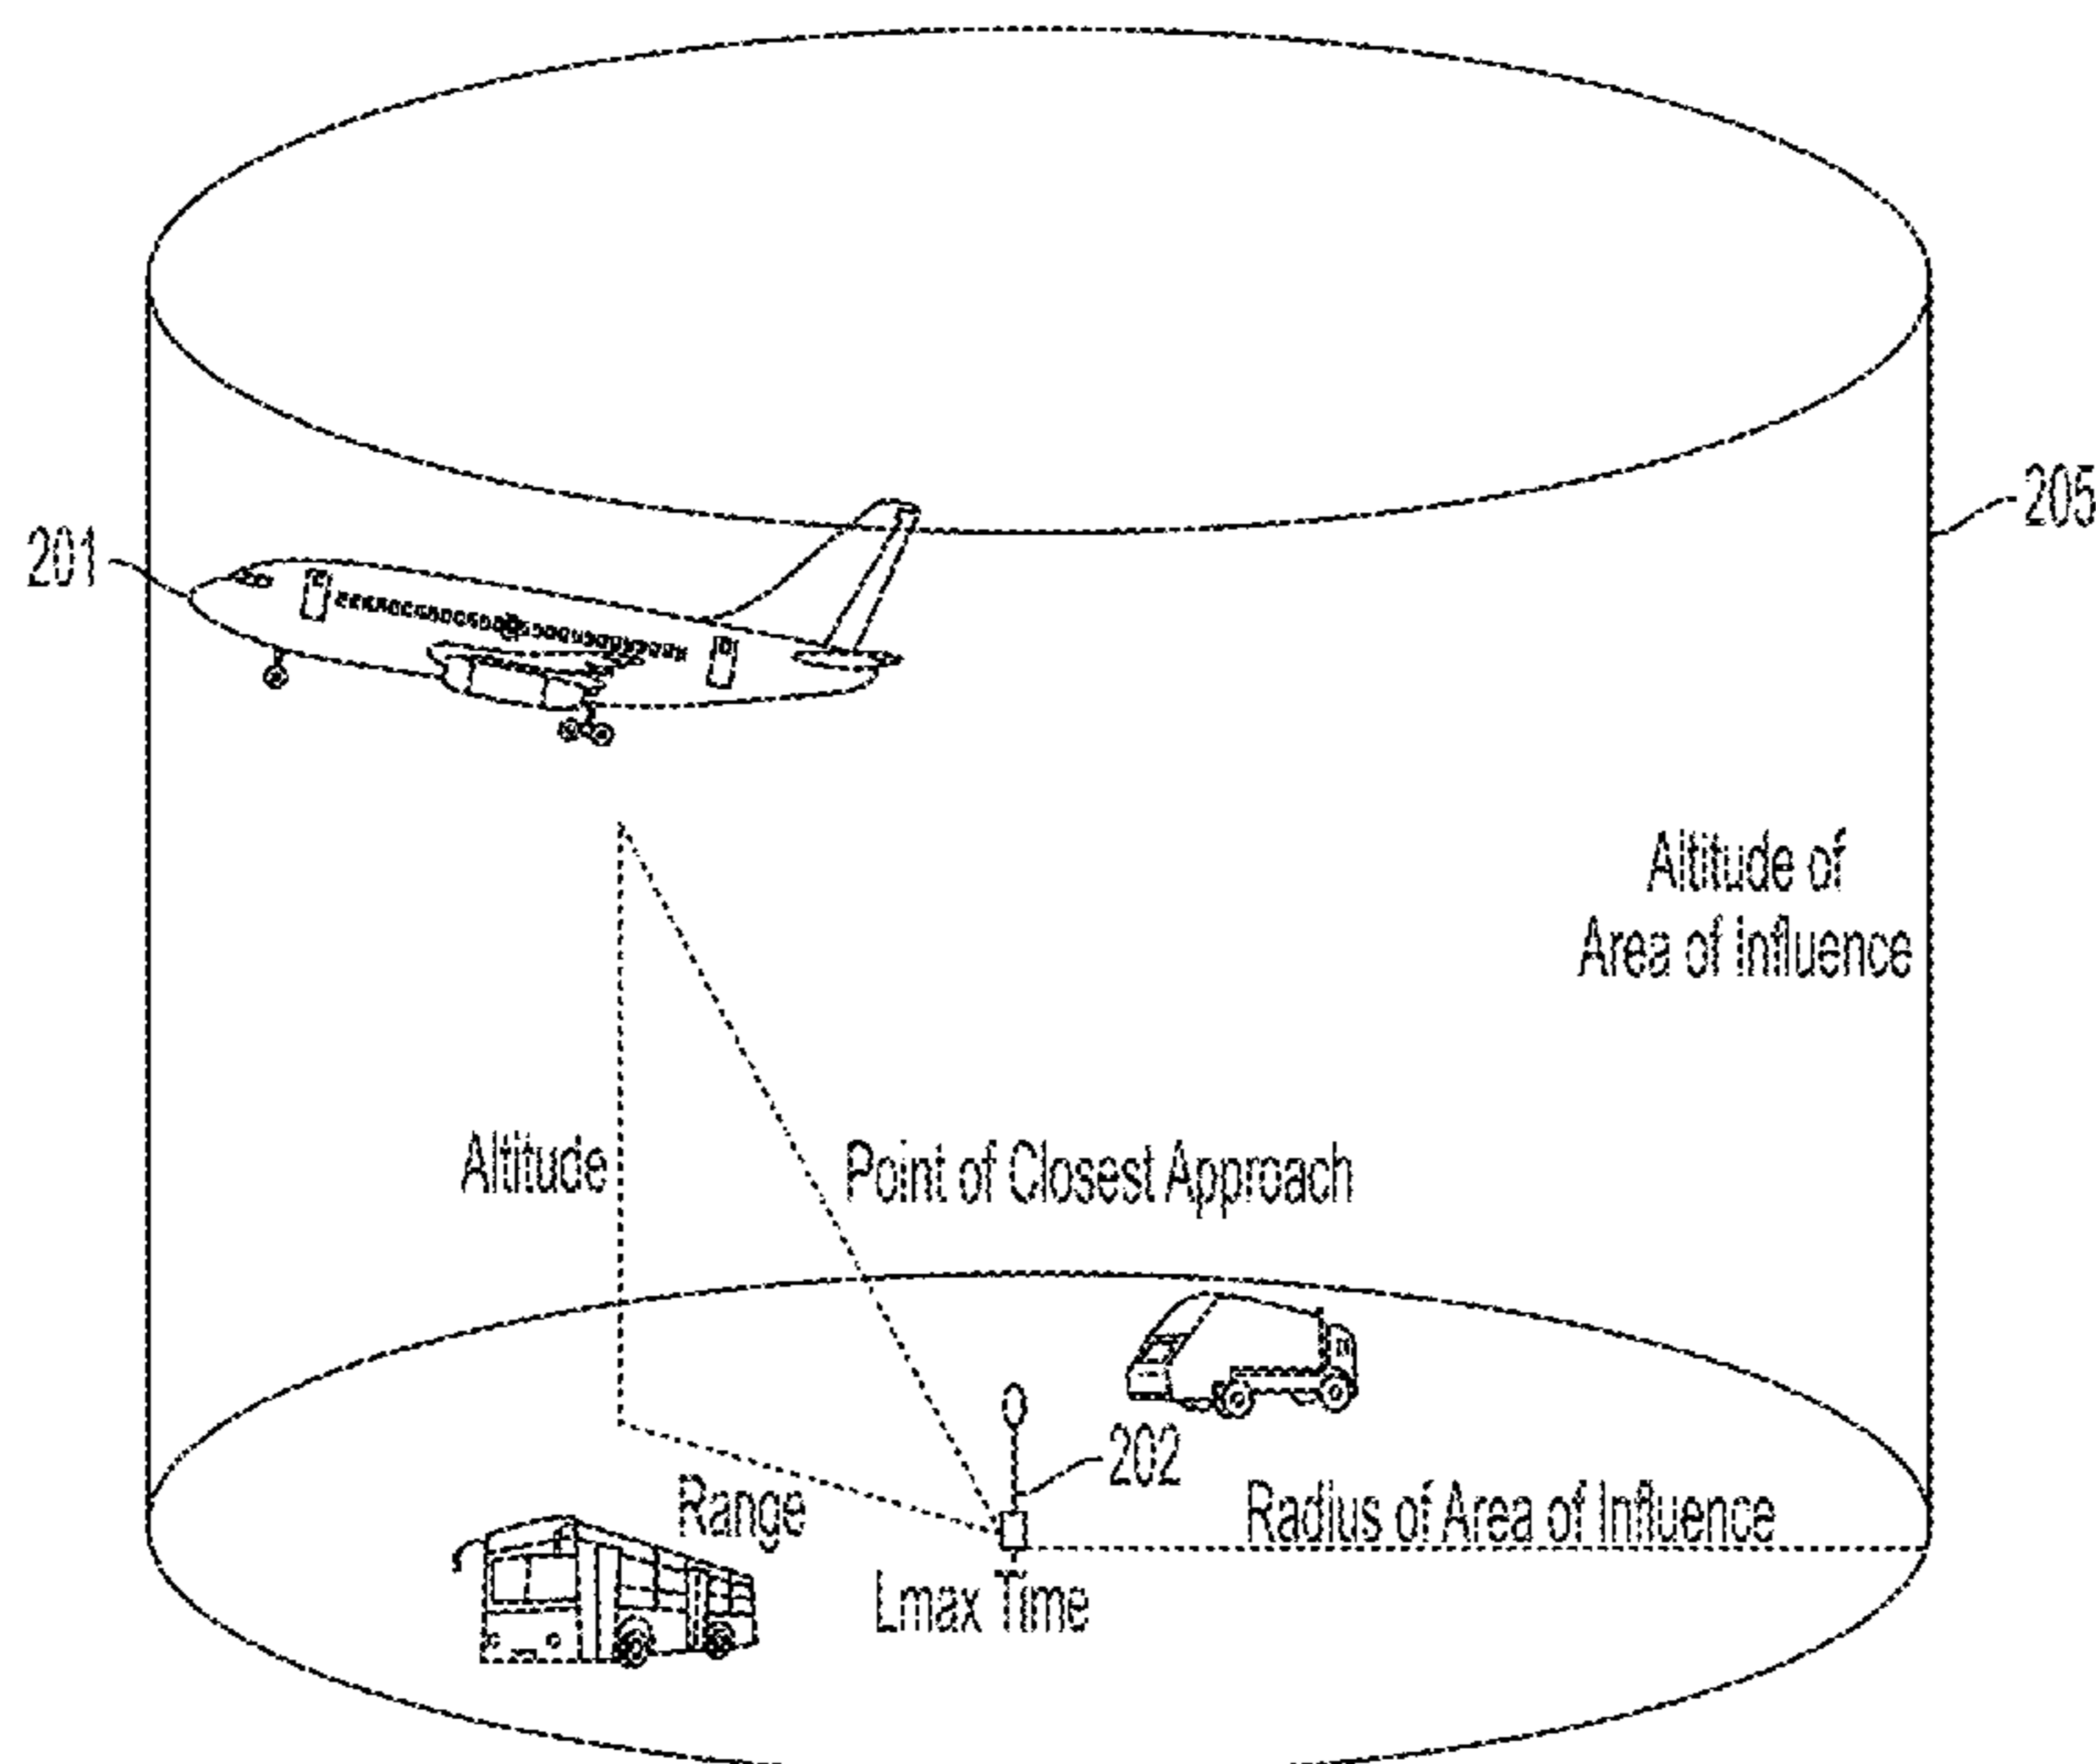 205
201
Altitude of
Area of Influence
Altitude
Point of Closest Approach
202
Range
Radius of Area of Influence
Lmax Time